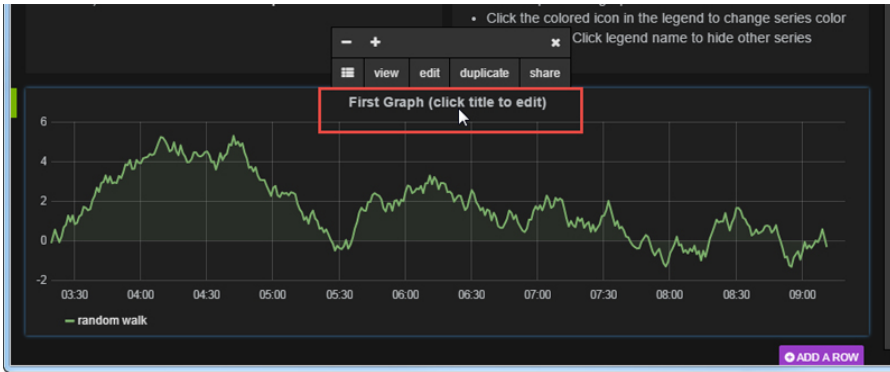 Click the colored icon in the legend to change series color
Click legend name to hide other series
view edit duplicate share
First Graph (click title to edit)
6
4
2
0
-2
03:30 04:00 04:30 05:00 05:30 06:00 06:30 07:00 07:30 08:00 08:30 09:00
random walk
ADD A ROW